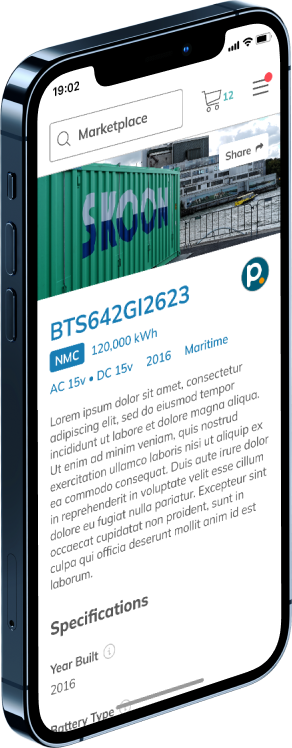 19:02
Marketplace
12
Share
SKOON
p.
BTS642GI2623
NMC 120,000 kWh
AC 15v • DC 15v 2016 Maritime
Lorem ipsum dolor sit amet, consectetur
adipiscing elit, sed do eiusmod tempor
incididunt ut labore et dolore magna aliqua.
Ut enim ad minim veniam, quis nostrud
exercitation ullamco laboris nisi ut aliquip ex
ea commodo consequat. Duis aute irure dolor
in reprehenderit in voluptate velit esse cillum
dolore eu fugiat nulla pariatur. Excepteur sint
occaecat cupidatat non proident, sunt in
culpa qui officia deserunt mollit anim id est
laborum.
Specifications
Year Built
2016
Battery Type